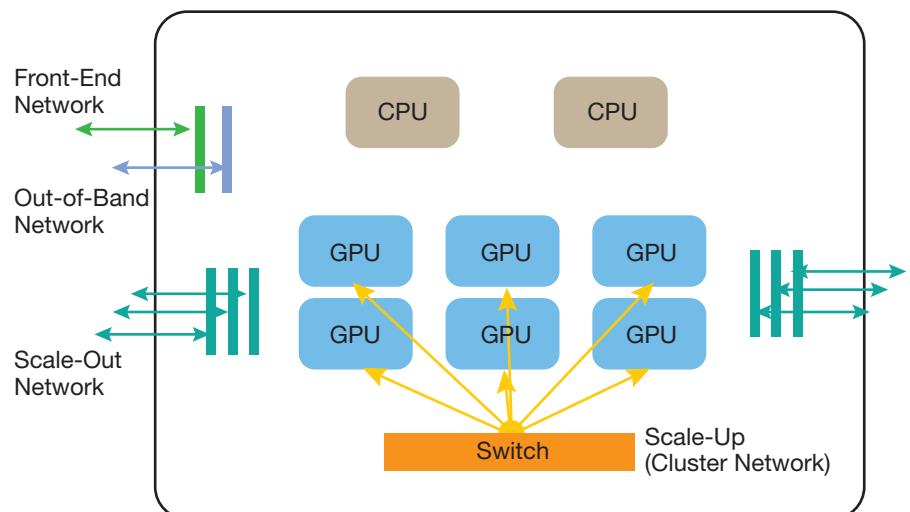 Front-End
Network
CPU
CPU
Out-of-Band
Network
GPU
GPU
GPU
GPU
GPU
GPU
Scale-Out
Network
Switch
Scale-Up
(Cluster Network)